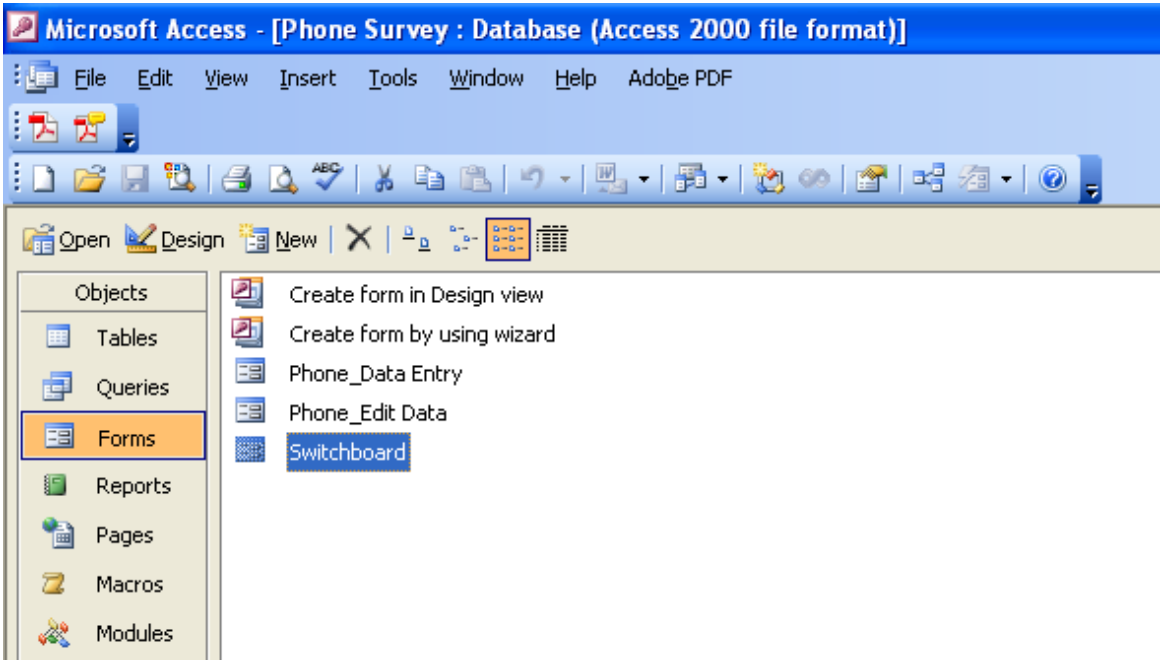 Microsoft Access - [Phone Survey : Database (Access 2000 file format)]
File Edit View Insert Tools Window Help Adobe PDF
ABC W
Open Design New
Objects
Tables
Queries
Forms
Reports
Pages
Macros
Modules
Create form in Design view
Create form by using wizard
Phone_Data Entry
Phone_Edit Data
Switchboard